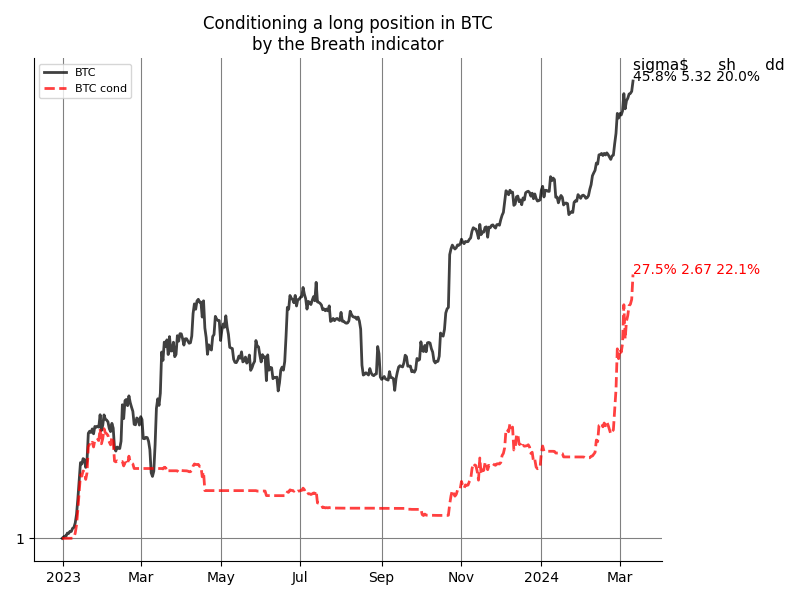 Conditioning a long position in BTC
by the Breath indicator
BTC
BTC cond
sigma$ sh dd
45.8% 5.32 20.0%
27.5% 2.67 22.1%
1
2023 Mar May Jul Sep Nov 2024 Mar